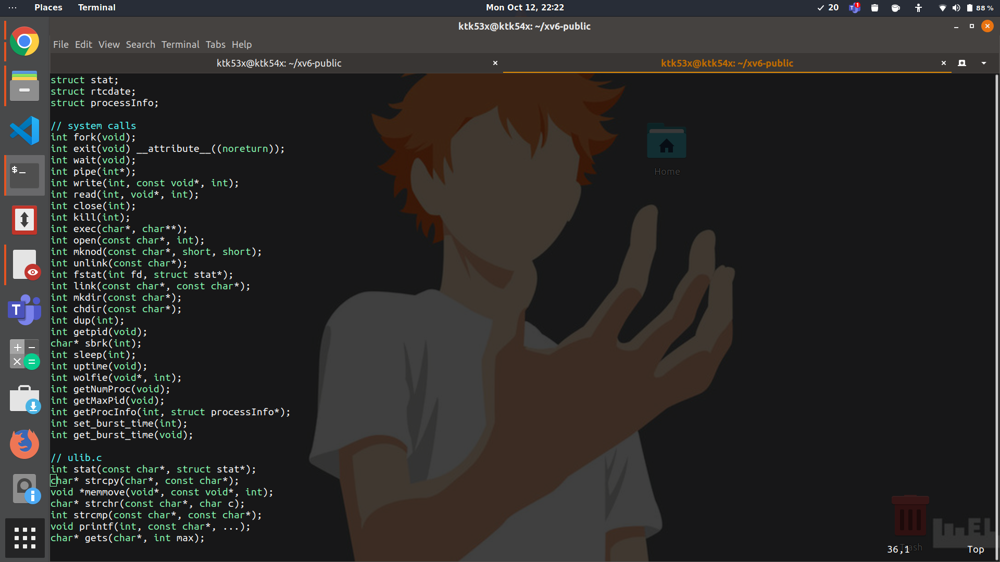 Places Terminal Mon Oct 12, 22:22 20 1 88 %
ktk53x@ktk54x: ~/xv6-public
File Edit View Search Terminal Tabs Help
ktk53x@ktk54x: ~/xv6-public ktk53x@ktk54x: ~/xv6-public
struct stat;
struct rtcdate;
struct processInfo;
// system calls
int fork(void);
int exit(void) __attribute__((noreturn));
int wait(void);
int pipe(int*);
int write(int, const void*, int);
int read(int, void*, int);
int close(int);
int kill(int);
int exec(char*, char**);
int open(const char*, int);
int mknod(const char*, short, short);
int unlink(const char*);
int fstat(int fd, struct stat*);
int link(const char*, const char*);
int mkdir(const char*);
int chdir(const char*);
int dup(int);
int getpid(void);
char* sbrk(int);
int sleep(int);
int uptime(void);
int wolfie(void*, int);
int getNumProc(void);
int getMaxPid(void);
int getProcInfo(int, struct processInfo*);
int set_burst_time(int);
int get_burst_time(void);
// ulib.c
int stat(const char*, struct stat*);
char* strcpy(char*, const char*);
void *memmove(void*, const void*, int);
char* strchr(const char*, char c);
int strcmp(const char*, const char*);
void printf(int, const char*, ...);
char* gets(char*, int max);
36,1 Top
Home
Trash
$_
T